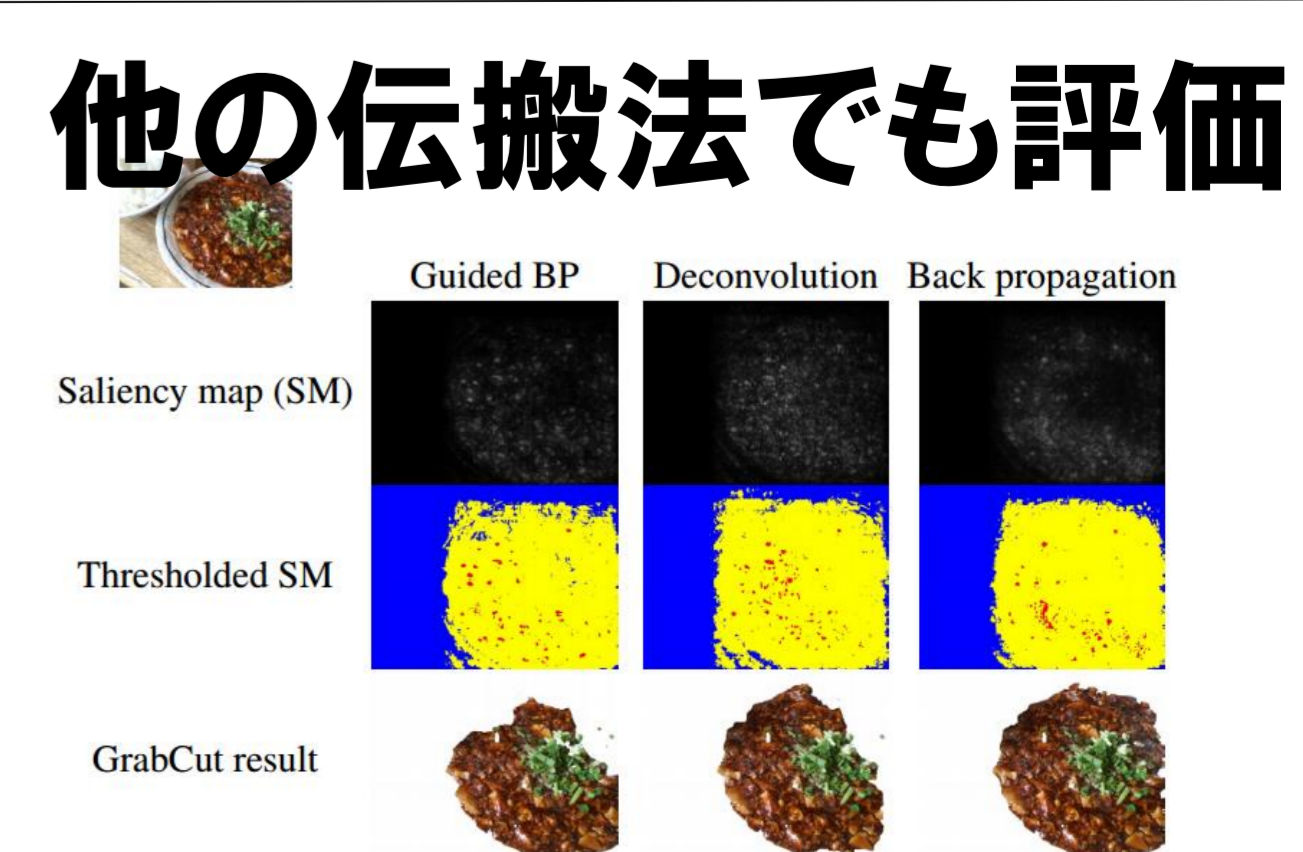 他の伝搬法でも評価
Guided BP Deconvolution Back propagation
Saliency map (SM)
Thresholded SM
GrabCut result